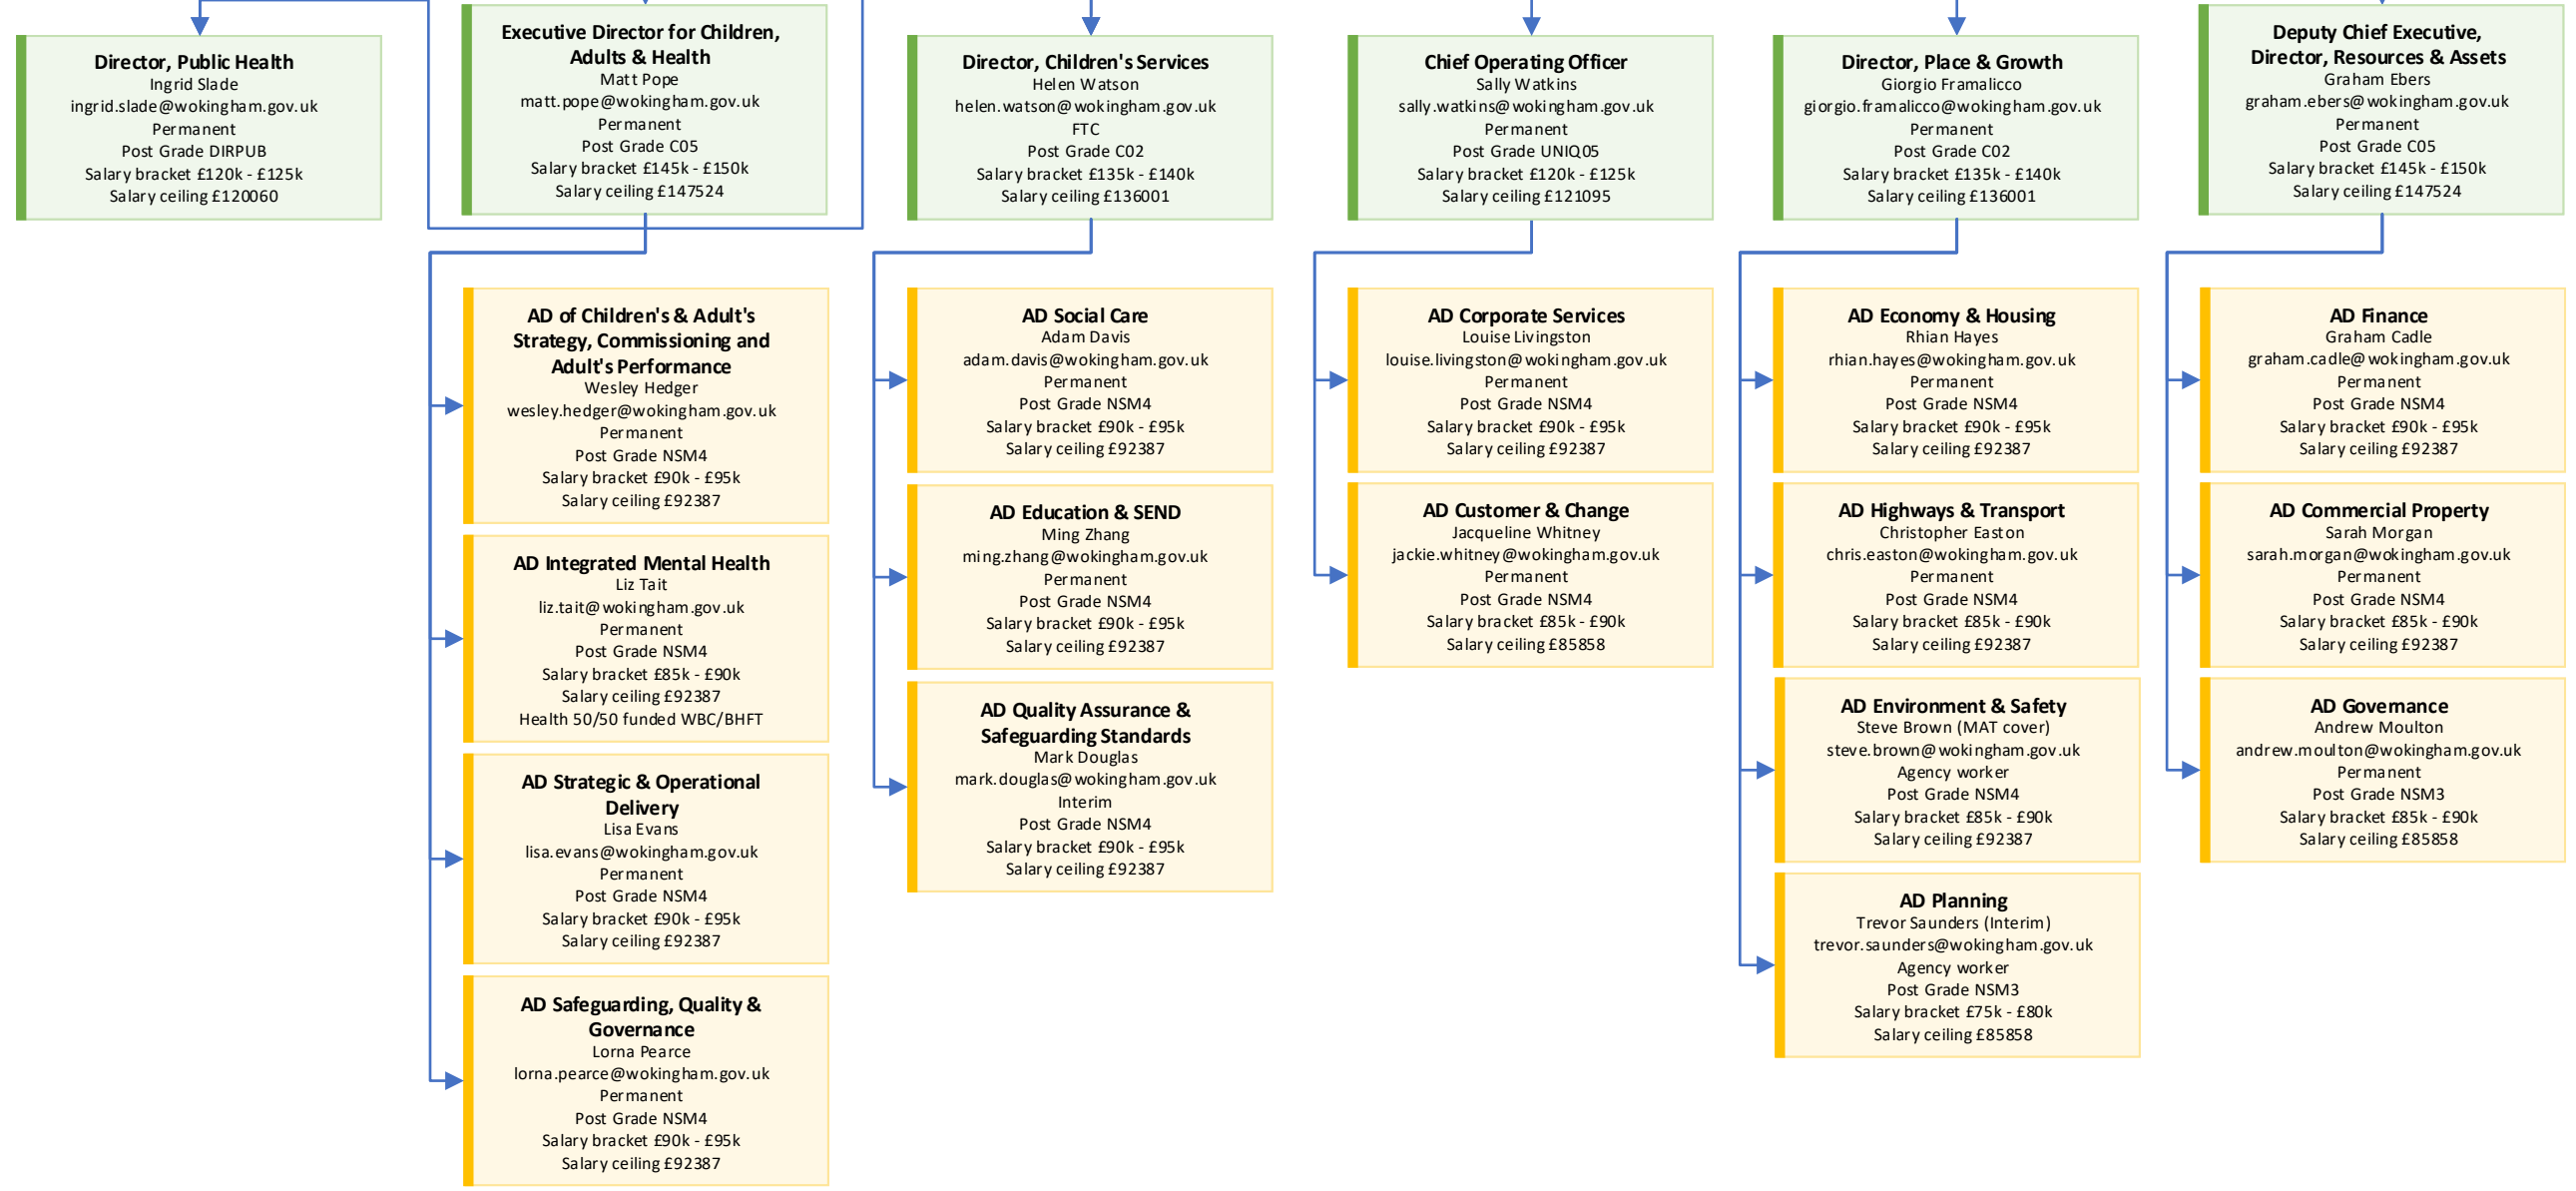 Director, Public Health
Ingrid Slade
ingrid.slade@wokingham.gov.uk
Permanent
Post Grade DIRPUB
Salary bracket £120k - £125k
Salary ceiling £120060
Executive Director for Children,
Adults & Health
Matt Pope
matt.pope@wokingham.gov.uk
Permanent
Post Grade C05
Salary bracket £145k - £150k
Salary ceiling £147524
Director, Children's Services
Helen Watson
helen.watson@wokingham.gov.uk
FTC
Post Grade C02
Salary bracket £135k - £140k
Salary ceiling £136001
Chief Operating Officer
Sally Watkins
sally.watkins@wokingham.gov.uk
Permanent
Post Grade UNIQ05
Salary bracket £120k - £125k
Salary ceiling £121095
Director, Place & Growth
Giorgio Framalicco
giorgio.framalicco@wokingham.gov.uk
Permanent
Post Grade C02
Salary bracket £135k - £140k
Salary ceiling £136001
Deputy Chief Executive,
Director, Resources & Assets
Graham Ebers
graham.ebers@wokingham.gov.uk
Permanent
Post Grade C05
Salary bracket £145k - £150k
Salary ceiling £147524
AD of Children's & Adult's
Strategy, Commissioning and
Adult's Performance
Wesley Hedger
wesley.hedger@wokingham.gov.uk
Permanent
Post Grade NSM4
Salary bracket £90k - £95k
Salary ceiling £92387
AD Integrated Mental Health
Liz Tait
liz.tait@wokingham.gov.uk
Permanent
Post Grade NSM4
Salary bracket £85k - £90k
Salary ceiling £92387
Health 50/50 funded WBC/BHFT
AD Strategic & Operational
Delivery
Lisa Evans
lisa.evans@wokingham.gov.uk
Permanent
Post Grade NSM4
Salary bracket £90k - £95k
Salary ceiling £92387
AD Safeguarding, Quality &
Governance
Lorna Pearce
lorna.pearce@wokingham.gov.uk
Permanent
Post Grade NSM4
Salary bracket £90k - £95k
Salary ceiling £92387
AD Social Care
Adam Davis
adam.davis@wokingham.gov.uk
Permanent
Post Grade NSM4
Salary bracket £90k - £95k
Salary ceiling £92387
AD Education & SEND
Ming Zhang
ming.zhang@wokingham.gov.uk
Permanent
Post Grade NSM4
Salary bracket £90k - £95k
Salary ceiling £92387
AD Quality Assurance &
Safeguarding Standards
Mark Douglas
mark.douglas@wokingham.gov.uk
Interim
Post Grade NSM4
Salary bracket £90k - £95k
Salary ceiling £92387
AD Corporate Services
Louise Livingston
louise.livingston@wokingham.gov.uk
Permanent
Post Grade NSM4
Salary bracket £90k - £95k
Salary ceiling £92387
AD Customer & Change
Jacqueline Whitney
jackie.whitney@wokingham.gov.uk
Permanent
Post Grade NSM4
Salary bracket £85k - £90k
Salary ceiling £85858
AD Economy & Housing
Rhian Hayes
rhian.hayes@wokingham.gov.uk
Permanent
Post Grade NSM4
Salary bracket £90k - £95k
Salary ceiling £92387
AD Highways & Transport
Christopher Easton
chris.easton@wokingham.gov.uk
Permanent
Post Grade NSM4
Salary bracket £85k - £90k
Salary ceiling £92387
AD Environment & Safety
Steve Brown (MAT cover)
steve.brown@wokingham.gov.uk
Agency worker
Post Grade NSM4
Salary bracket £85k - £90k
Salary ceiling £92387
AD Planning
Trevor Saunders (Interim)
trevor.saunders@wokingham.gov.uk
Agency worker
Post Grade NSM3
Salary bracket £75k - £80k
Salary ceiling £85858
AD Finance
Graham Cadle
graham.cadle@wokingham.gov.uk
Permanent
Post Grade NSM4
Salary bracket £90k - £95k
Salary ceiling £92387
AD Commercial Property
Sarah Morgan
sarah.morgan@wokingham.gov.uk
Permanent
Post Grade NSM4
Salary bracket £85k - £90k
Salary ceiling £92387
AD Governance
Andrew Moulton
andrew.moulton@wokingham.gov.uk
Permanent
Post Grade NSM3
Salary bracket £85k - £90k
Salary ceiling £85858